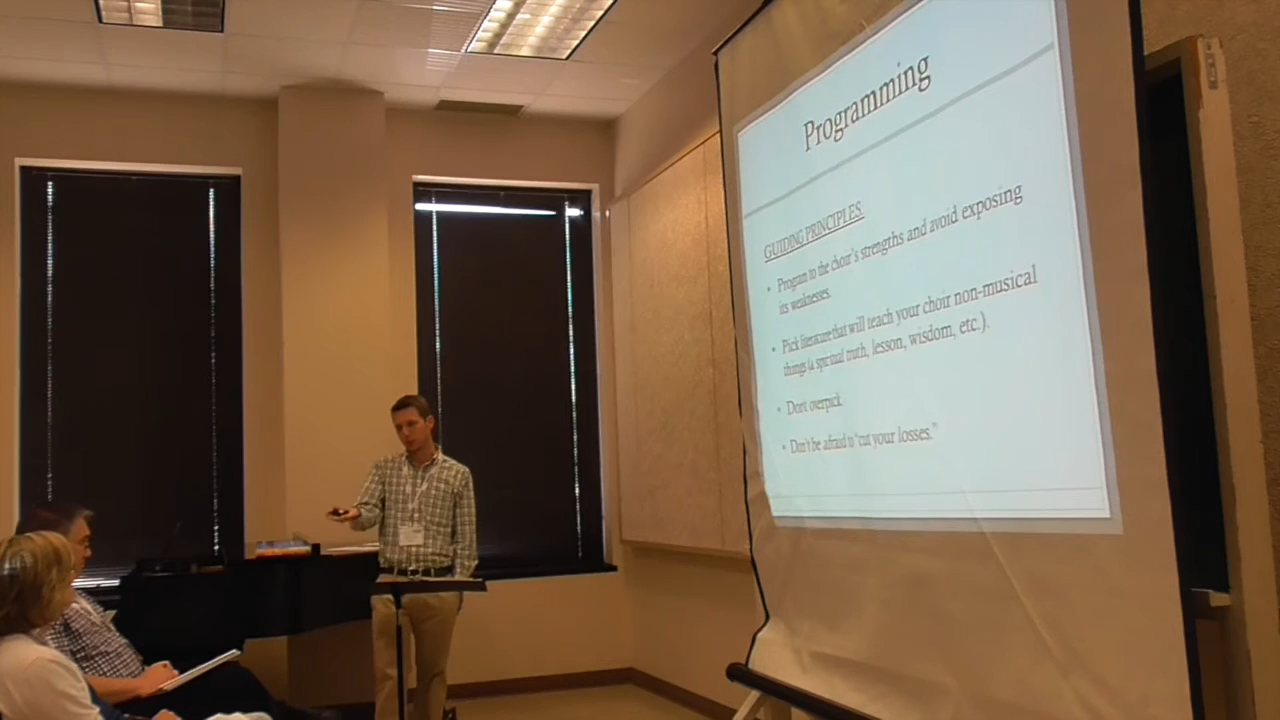 Programming
GUIDING PRINCIPLES
• Program to the choir's strengths and avoid exposing
its weaknesses.
• Pick literature that will teach your choir non-musical
things (a spiritual truth, lesson, wisdom, etc.).
• Don't overpick
• Don't be afraid to "cut your losses."